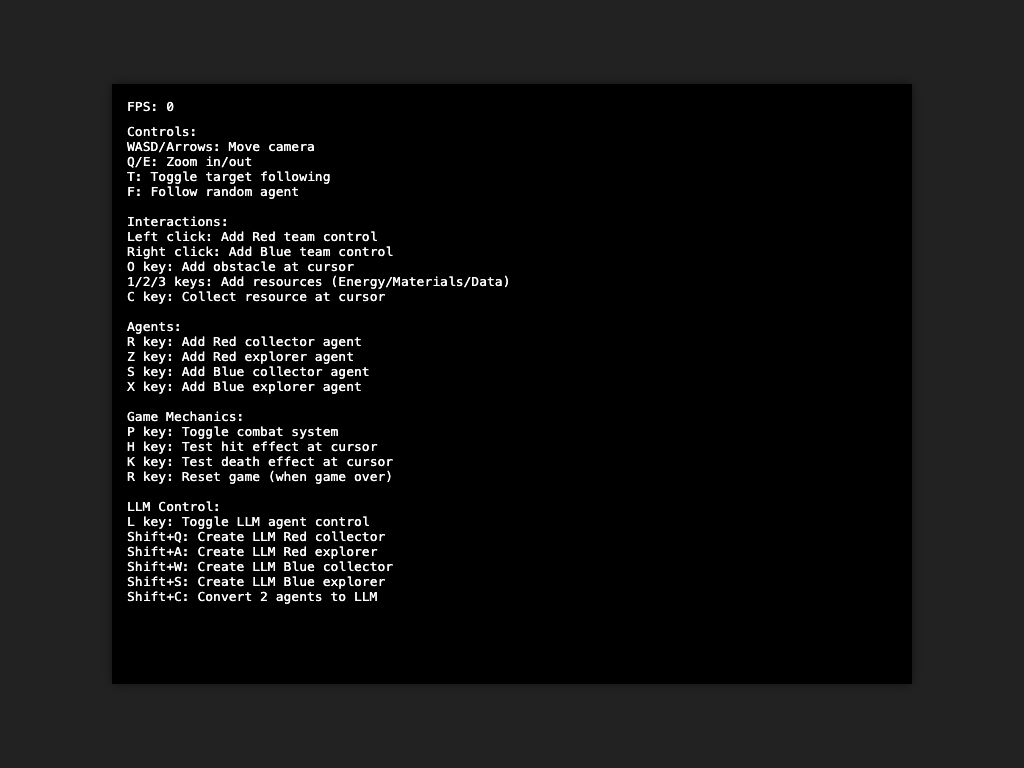 FPS: 0
Controls:
WASD/Arrows: Move camera
Q/E: Zoom in/out
T: Toggle target following
F: Follow random agent
Interactions:
Left click: Add Red team control
Right click: Add Blue team control
O key: Add obstacle at cursor
1/2/3 keys: Add resources (Energy/Materials/Data)
C key: Collect resource at cursor
Agents:
R key: Add Red collector agent
Z key: Add Red explorer agent
S key: Add Blue collector agent
X key: Add Blue explorer agent
Game Mechanics:
P key: Toggle combat system
H key: Test hit effect at cursor
K key: Test death effect at cursor
R key: Reset game (when game over)
LLM Control:
L key: Toggle LLM agent control
Shift+Q: Create LLM Red collector
Shift+A: Create LLM Red explorer
Shift+W: Create LLM Blue collector
Shift+S: Create LLM Blue explorer
Shift+C: Convert 2 agents to LLM